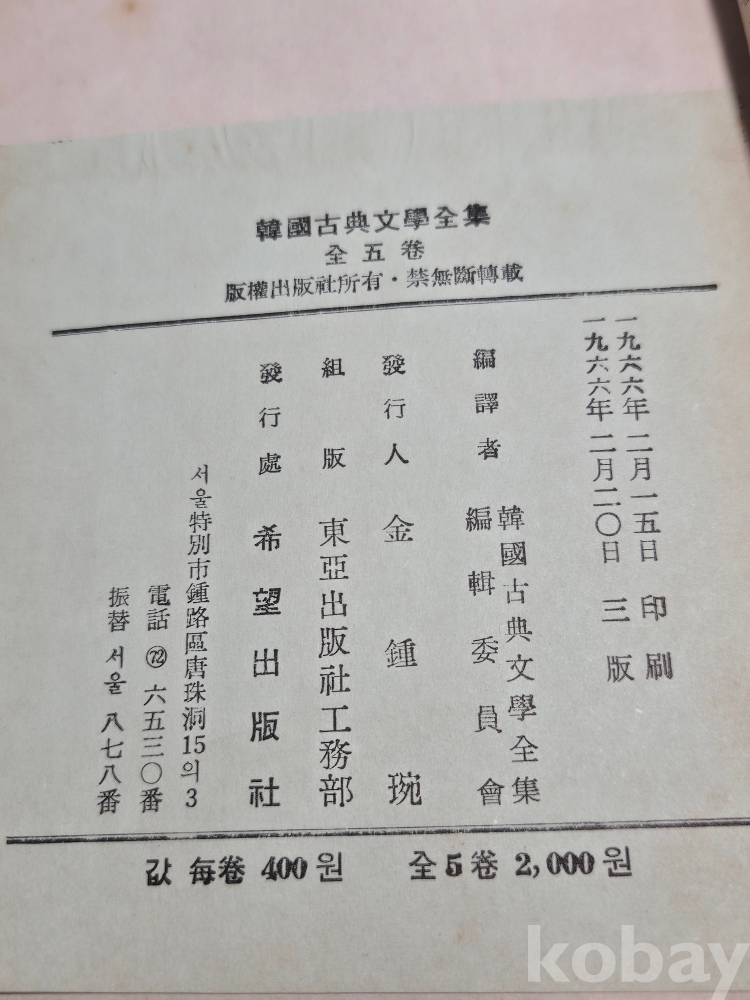 韓國古典文學全集
全五卷
版權出版社所有·禁無斷轉載
一九六六年 二月一五日 印刷
一九六六年 二月二〇日 三版
編譯者 韓國古典文學全集
編輯委員會
發行人 金鍾琬
組版 東亞出版社工務部
發行處 希望出版社
서울特別市鍾路區唐珠洞15의3
電話 ㊆ 六五三〇番
振替 서울 八七八番
값 每卷 400원 全5卷 2,000원
kobay